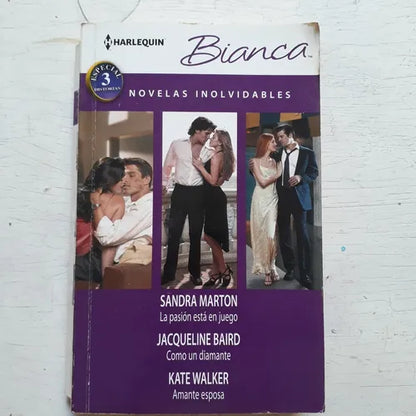 HARLEQUIN
Bianca
ESPECIAL
3
HISTORIAS
NOVELAS INOLVIDABLES
SANDRA MARTON
La pasión está en juego
JACQUELINE BAIRD
Como un diamante
KATE WALKER
Amante esposa